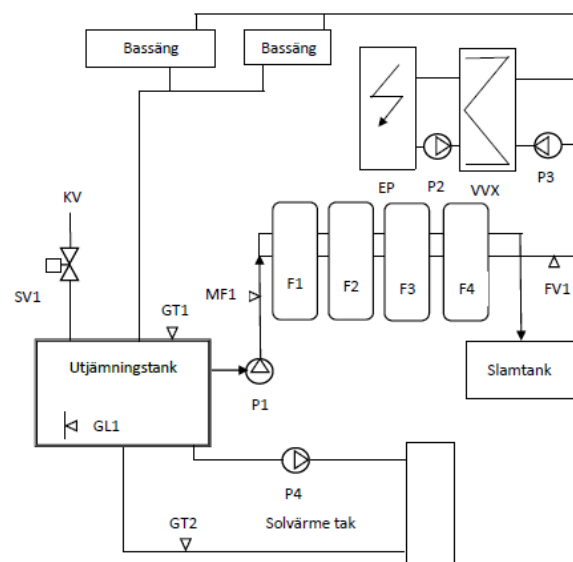 Bassäng
Bassäng
EP
P2
VVX
P3
KV
SV1
MF1
F1
F2
F3
F4
FV1
GT1
Utjämningstank
P1
Slamtank
GL1
P4
GT2
Solvärme tak